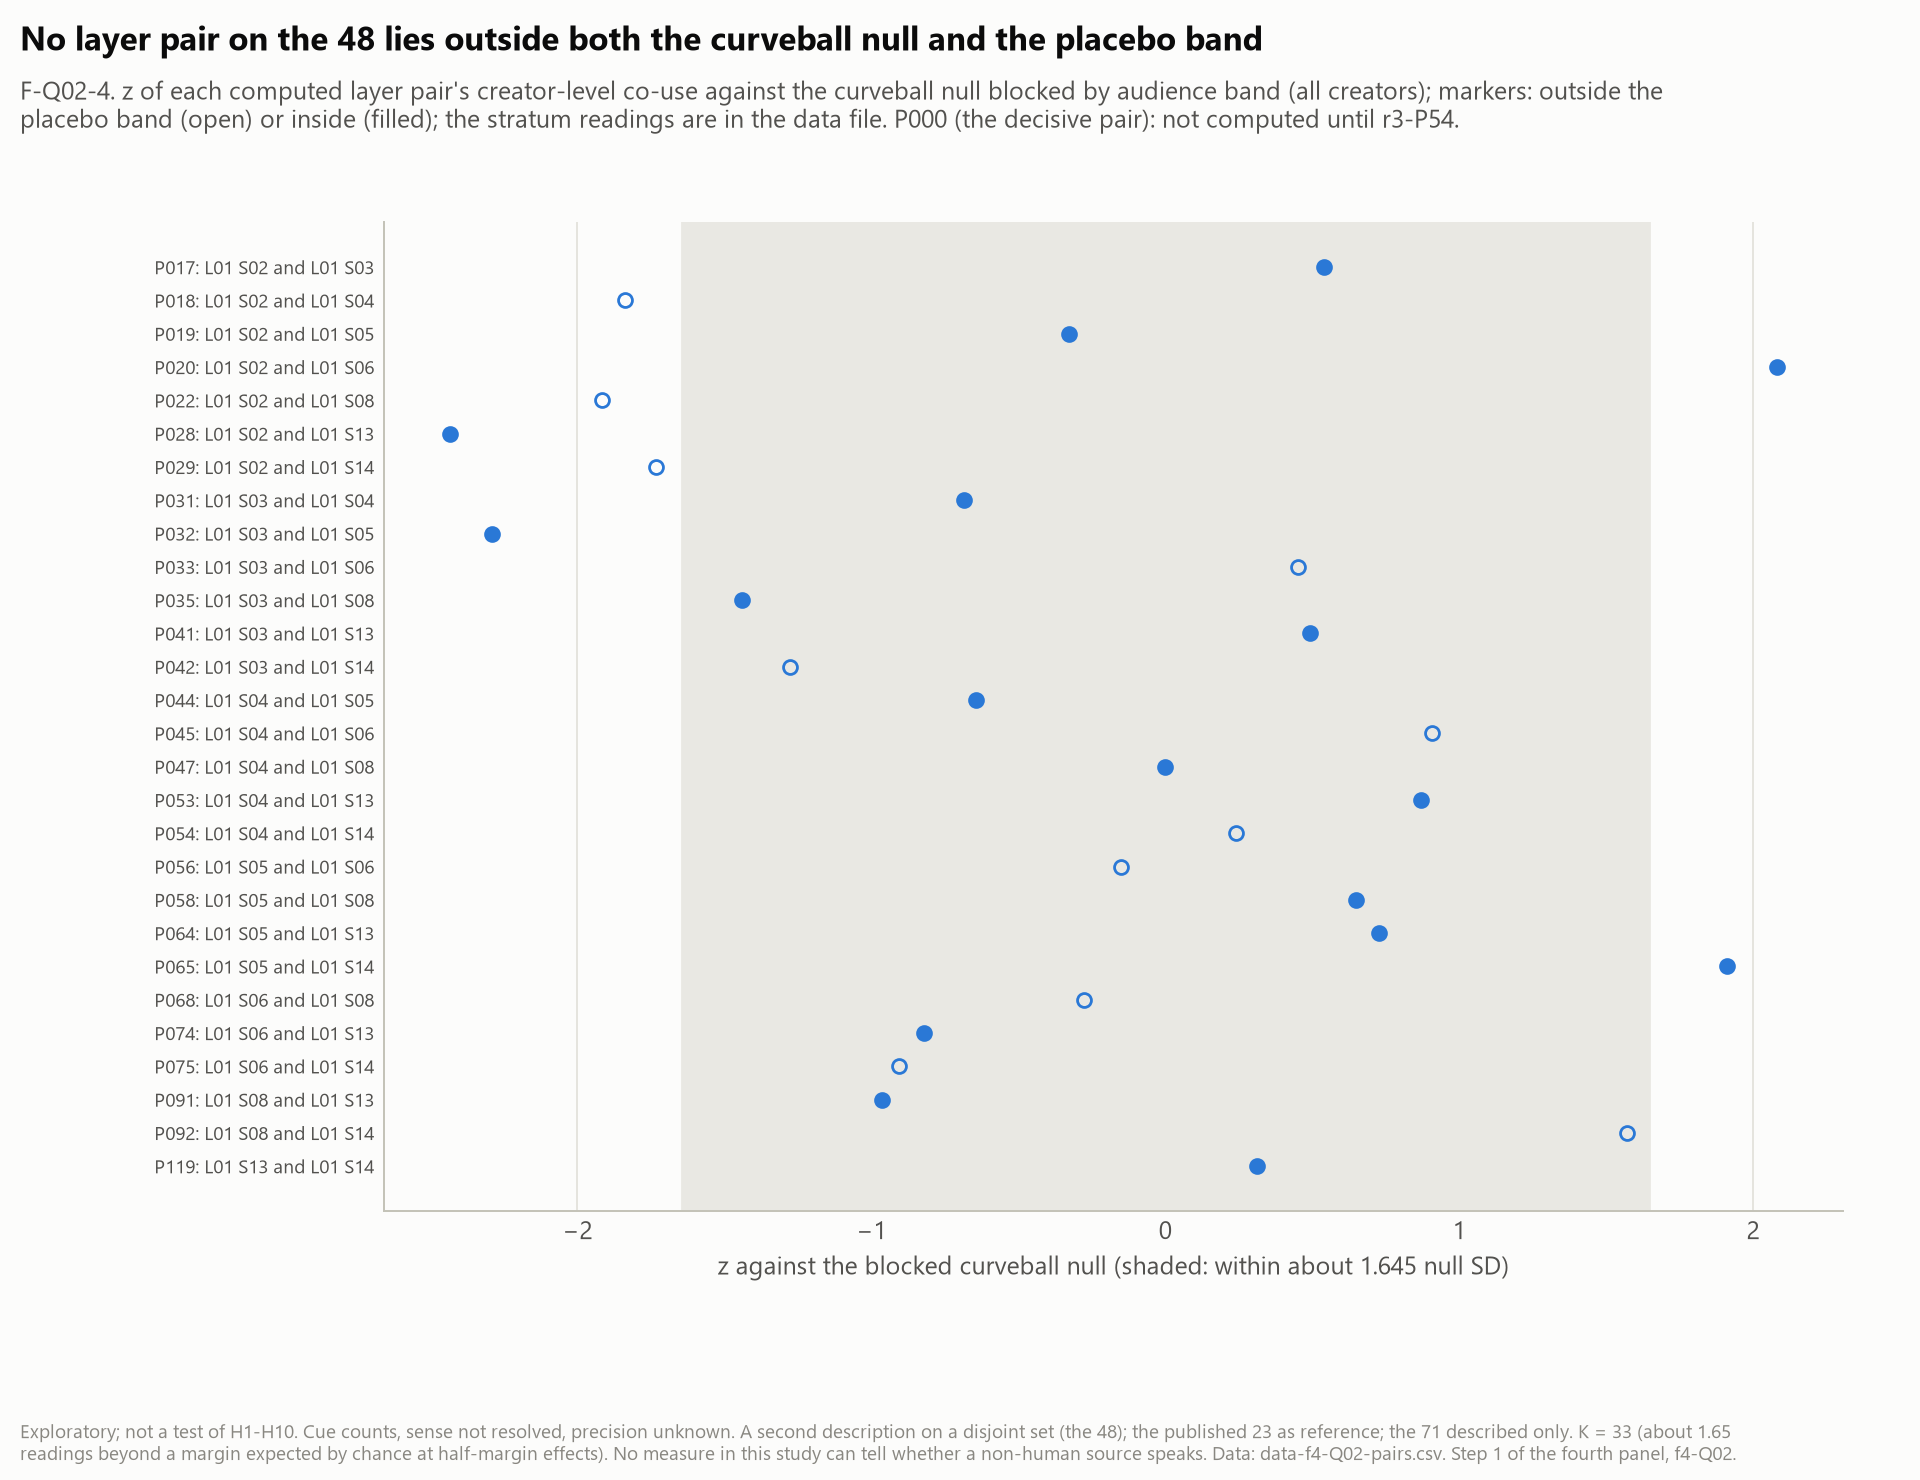 No layer pair on the 48 lies outside both the curveball null and the placebo band
F-Q02-4. z of each computed layer pair's creator-level co-use against the curveball null blocked by audience band (all creators); markers: outside the
placebo band (open) or inside (filled); the stratum readings are in the data file. P000 (the decisive pair): not computed until r3-P54.
P017: L01 S02 and L01 S03
P018: L01 S02 and L01 S04
P019: L01 S02 and L01 S05
P020: L01 S02 and L01 S06
P022: L01 S02 and L01 S08
P028: L01 S02 and L01 S13
P029: L01 S02 and L01 S14
P031: L01 S03 and L01 S04
P032: L01 S03 and L01 S05
P033: L01 S03 and L01 S06
P035: L01 S03 and L01 S08
P041: L01 S03 and L01 S13
P042: L01 S03 and L01 S14
P044: L01 S04 and L01 S05
P045: L01 S04 and L01 S06
P047: L01 S04 and L01 S08
P053: L01 S04 and L01 S13
P054: L01 S04 and L01 S14
P056: L01 S05 and L01 S06
P058: L01 S05 and L01 S08
P064: L01 S05 and L01 S13
P065: L01 S05 and L01 S14
P068: L01 S06 and L01 S08
P074: L01 S06 and L01 S13
P075: L01 S06 and L01 S14
P091: L01 S08 and L01 S13
P092: L01 S08 and L01 S14
P119: L01 S13 and L01 S14
−2 −1 0 1 2
z against the blocked curveball null (shaded: within about 1.645 null SD)
Exploratory; not a test of H1-H10. Cue counts, sense not resolved, precision unknown. A second description on a disjoint set (the 48); the published 23 as reference; the 71 described only. K = 33 (about 1.65
readings beyond a margin expected by chance at half-margin effects). No measure in this study can tell whether a non-human source speaks. Data: data-f4-Q02-pairs.csv. Step 1 of the fourth panel, f4-Q02.